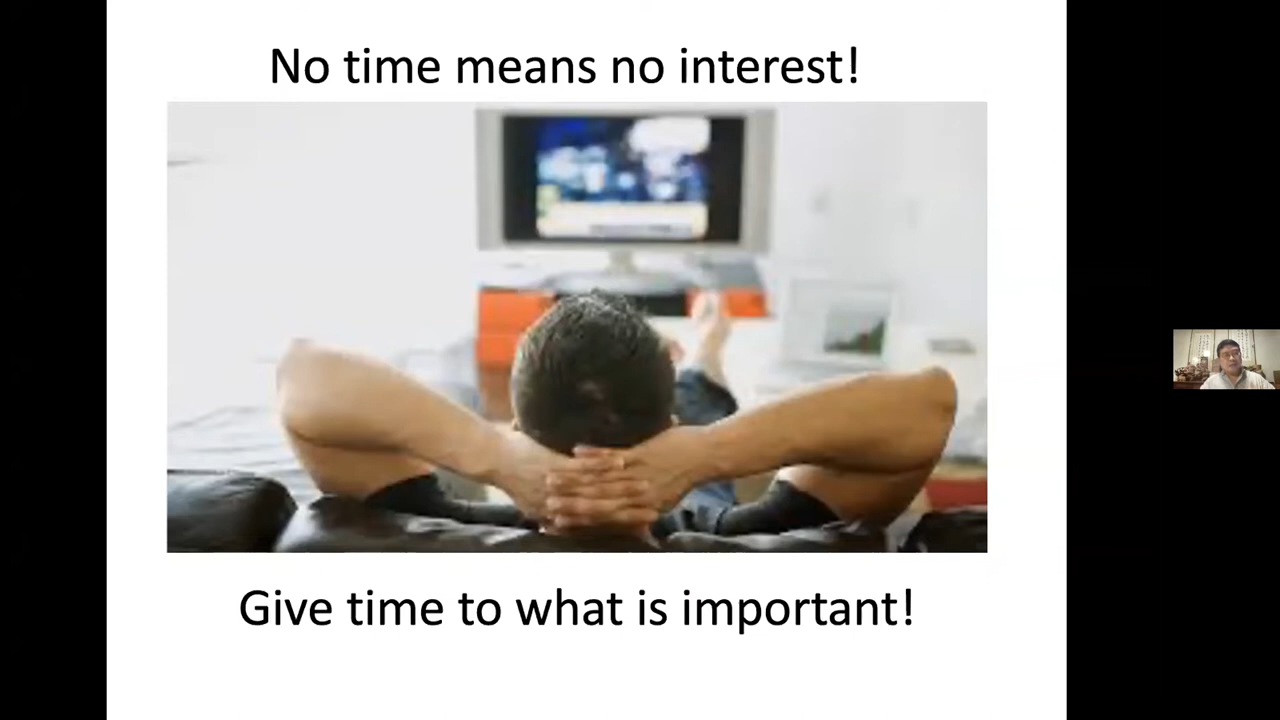 No time means no interest!
Give time to what is important!